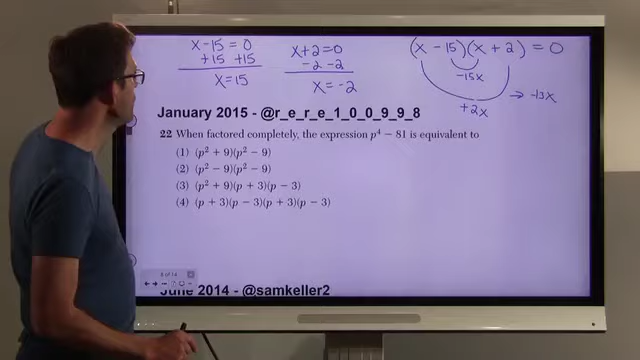 x - 15 = 0
+15 +15
x = 15
x + 2 = 0
-2 -2
x = -2
(x - 15)(x + 2) = 0
-15x
+2x
→ -13x
January 2015 - @r_e_r_e_1_0_0_9_9_8
22 When factored completely, the expression p⁴ − 81 is equivalent to
(1) (p² + 9)(p² − 9)
(2) (p² − 9)(p² − 9)
(3) (p² + 9)(p + 3)(p − 3)
(4) (p + 3)(p − 3)(p + 3)(p − 3)
June 2014 - @samkeller2